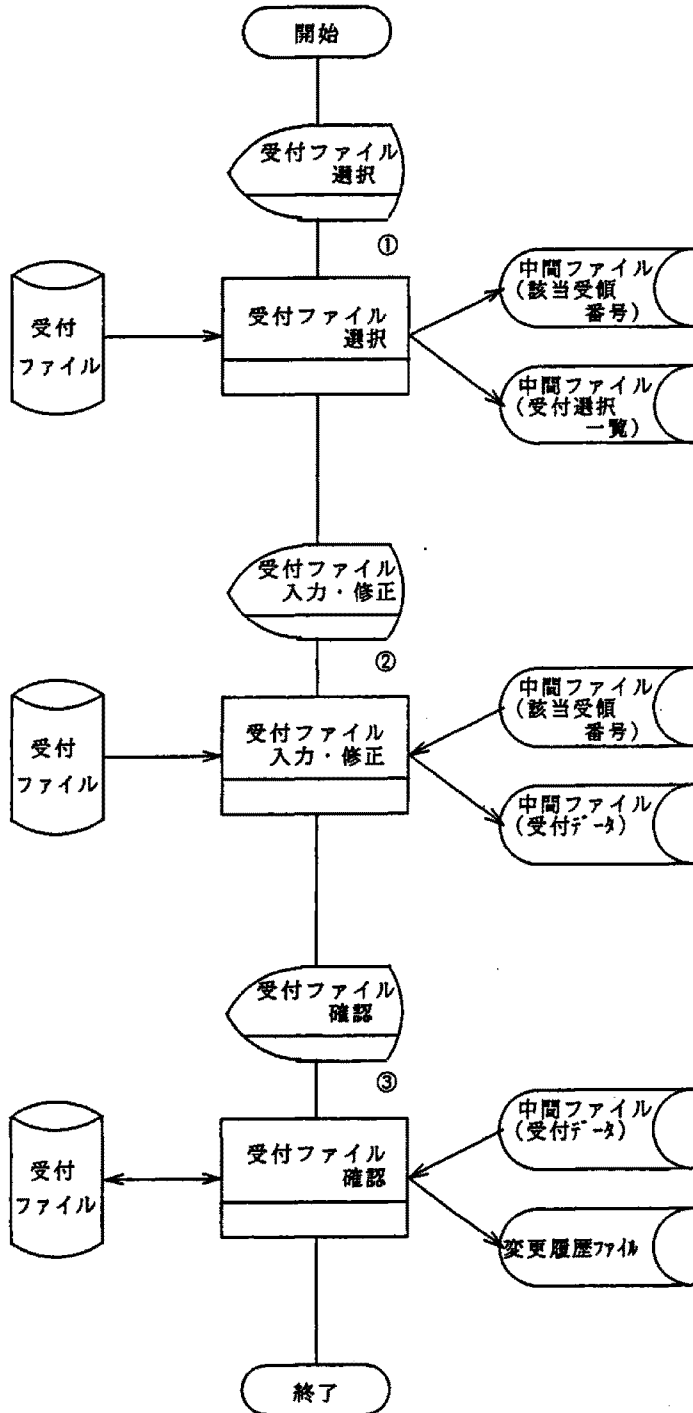 開始
受付ファイル
選択
①
受付
ファイル
受付ファイル
選択
中間ファイル
(該当受領
番号)
中間ファイル
(受付選択
一覧)
受付ファイル
入力・修正
②
受付
ファイル
受付ファイル
入力・修正
中間ファイル
(該当受領
番号)
中間ファイル
(受付データ)
受付ファイル
確認
③
受付
ファイル
受付ファイル
確認
中間ファイル
(受付データ)
変更履歴ファイル
終了